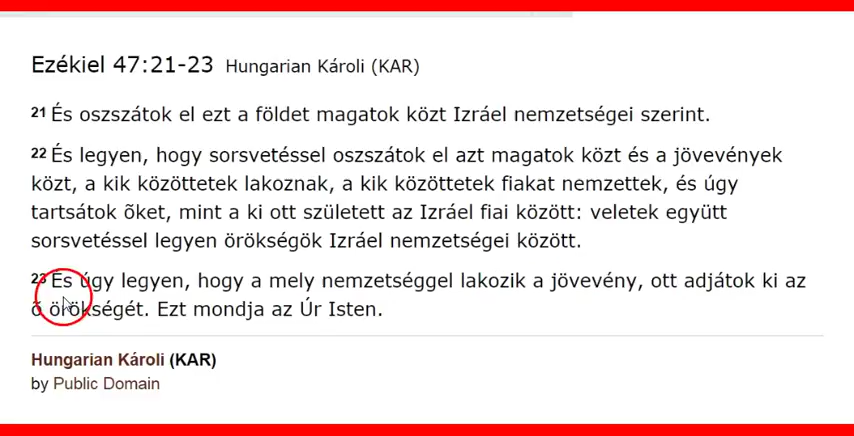 Ezékiel 47:21-23 Hungarian Károli (KAR)
21 És oszszátok el ezt a földet magatok közt Izráel nemzetségei szerint.
22 És legyen, hogy sorsvetéssel oszszátok el azt magatok közt és a jövevények
közt, a kik közöttetek lakoznak, a kik közöttetek fiakat nemzettek, és úgy
tartsátok õket, mint a ki ott született az Izráel fiai között: veletek együtt
sorsvetéssel legyen örökségök Izráel nemzetségei között.
23 És úgy legyen, hogy a mely nemzetséggel lakozik a jövevény, ott adjátok ki az
õ örökségét. Ezt mondja az Úr Isten.
Hungarian Károli (KAR)
by Public Domain